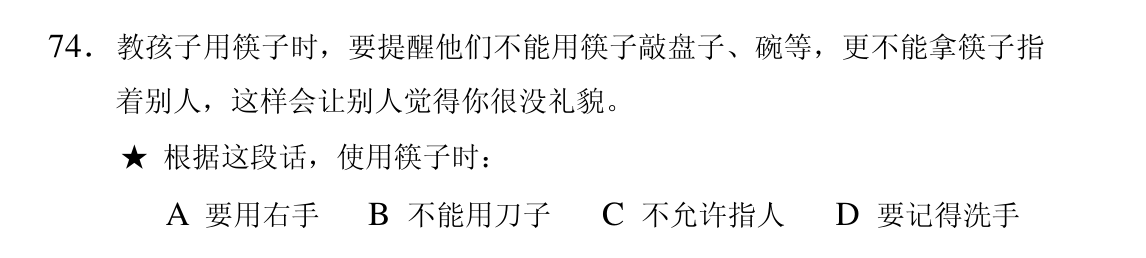 74. 教孩子用筷子时，要提醒他们不能用筷子敲盘子、碗等，更不能拿筷子指
着别人，这样会让别人觉得你很没礼貌。
★ 根据这段话，使用筷子时：
A 要用右手 B 不能用刀子 C 不允许指人 D 要记得洗手